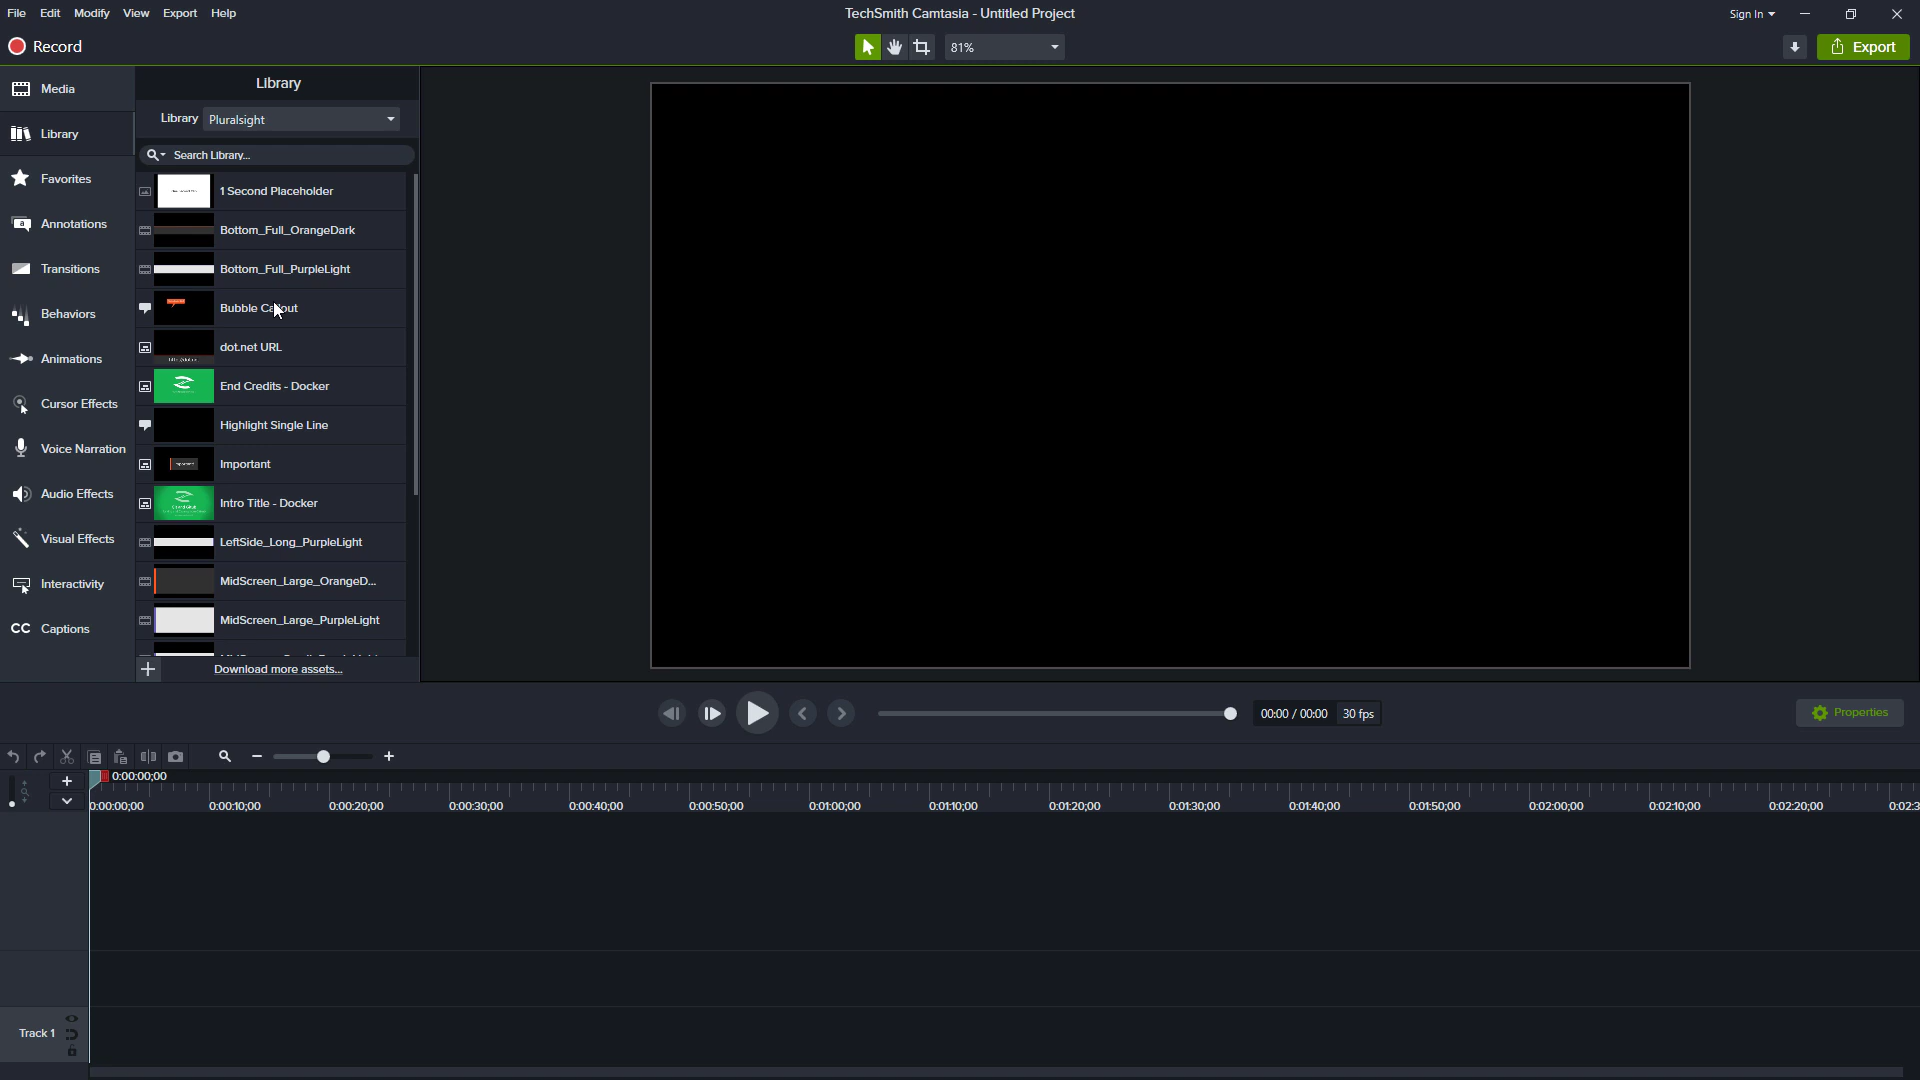 File Edit Modify View Export Help
TechSmith Camtasia - Untitled Project
Sign In
Record
81%
Export
Media
Library
Favorites
Annotations
Transitions
Behaviors
Animations
Cursor Effects
Voice Narration
Audio Effects
Visual Effects
Interactivity
CC Captions
Library
Library Pluralsight
Search Library...
1 Second Placeholder
Bottom_Full_OrangeDark
Bottom_Full_PurpleLight
Bubble Callout
dot.net URL
End Credits - Docker
Highlight Single Line
Important
Intro Title - Docker
LeftSide_Long_PurpleLight
MidScreen_Large_OrangeD...
MidScreen_Large_PurpleLight
Download more assets...
00:00 / 00:00 30 fps
Properties
0:00:00;00
0:00:00;00 0:00:10;00 0:00:20;00 0:00:30;00 0:00:40;00 0:00:50;00 0:01:00;00 0:01:10;00 0:01:20;00 0:01:30;00 0:01:40;00 0:01:50;00 0:02:00;00 0:02:10;00 0:02:20;00 0:02:3
Track 1